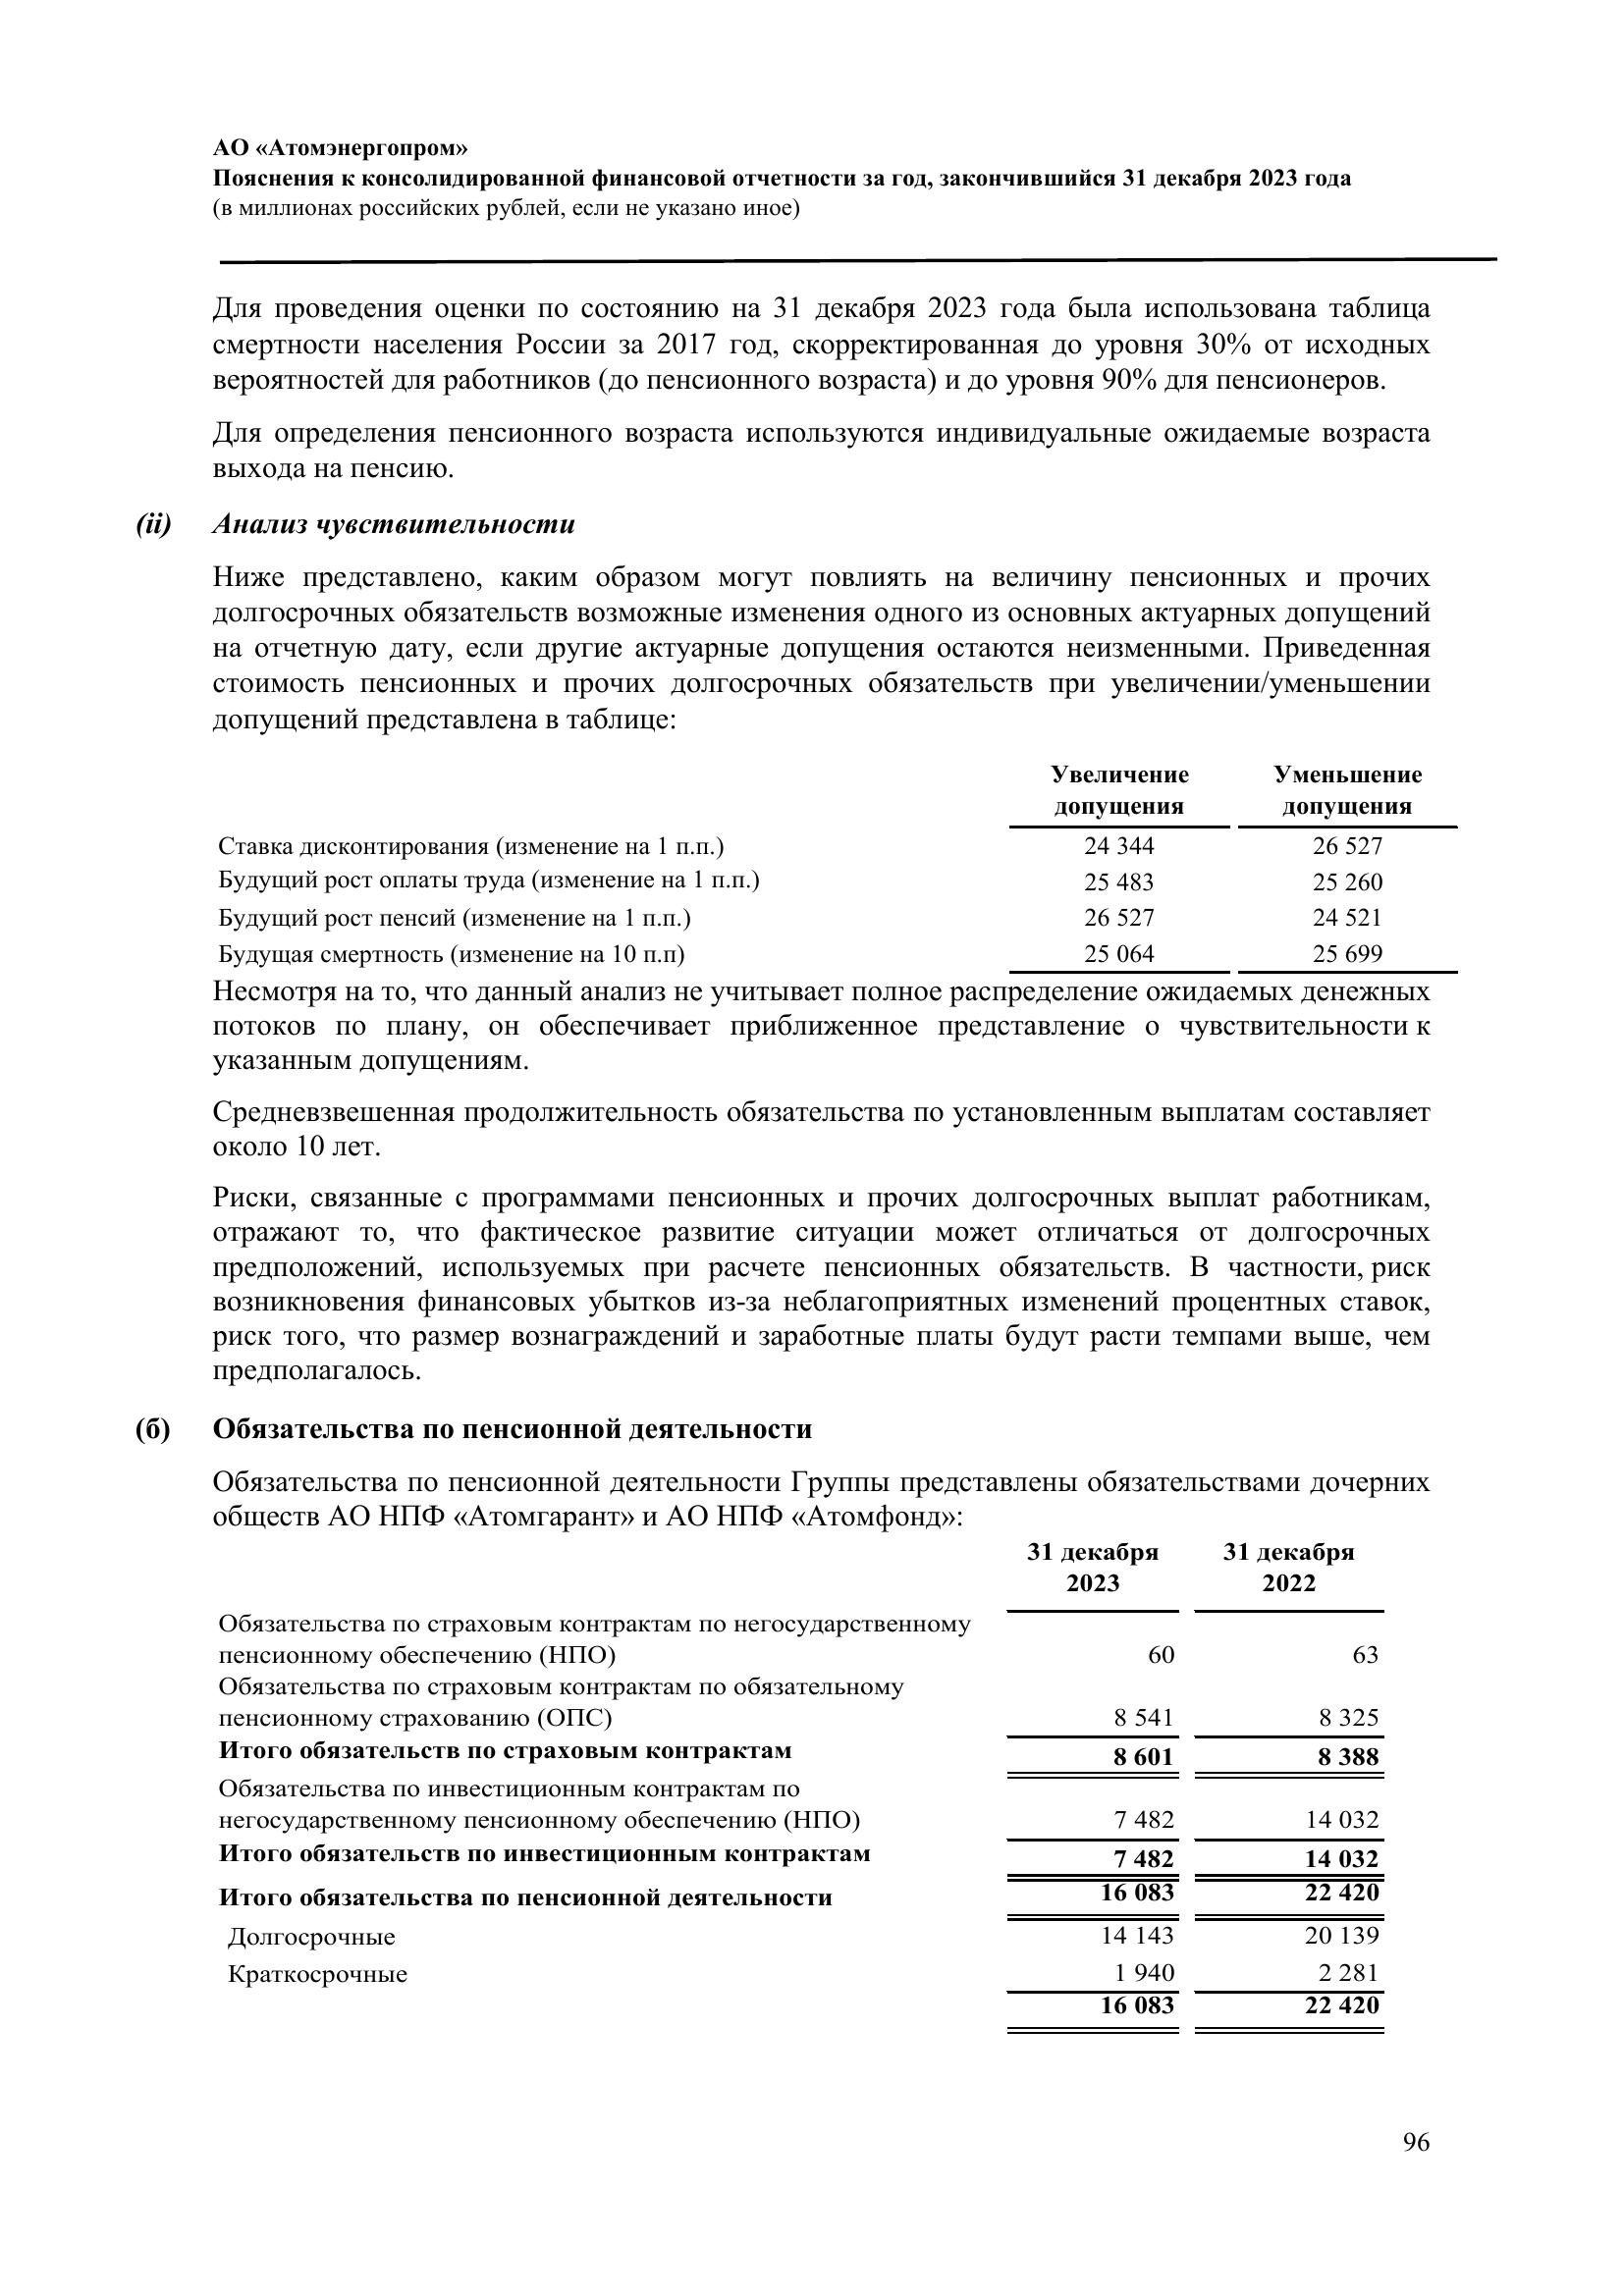 АО «Атомэнергопром»
Пояснения к консолидированной финансовой отчетности за год, закончившийся 31 декабря 2023 года
(в миллионах российских рублей, если не указано иное)
Для проведения оценки по состоянию на 31 декабря 2023 года была использована таблица
смертности населения России за 2017 год, скорректированная до уровня 30% от исходных
вероятностей для работников (до пенсионного возраста) и до уровня 90% для пенсионеров.
Для определения пенсионного возраста используются индивидуальные ожидаемые возраста
выхода на пенсию.
(ii) Анализ чувствительности
Ниже представлено, каким образом могут повлиять на величину пенсионных и прочих
долгосрочных обязательств возможные изменения одного из основных актуарных допущений
на отчетную дату, если другие актуарные допущения остаются неизменными. Приведенная
стоимость пенсионных и прочих долгосрочных обязательств при увеличении/уменьшении
допущений представлена в таблице:
Увеличение Уменьшение
допущения допущения
Ставка дисконтирования (изменение на 1 п.п.) 24 344 26 527
Будущий рост оплаты труда (изменение на 1 п.п.) 25 483 25 260
Будущий рост пенсий (изменение на 1 п.п.) 26 527 24 521
Будущая смертность (изменение на 10 п.п) 25 064 25 699
Несмотря на то, что данный анализ не учитывает полное распределение ожидаемых денежных
потоков по плану, он обеспечивает приближенное представление о чувствительности к
указанным допущениям.
Средневзвешенная продолжительность обязательства по установленным выплатам составляет
около 10 лет.
Риски, связанные с программами пенсионных и прочих долгосрочных выплат работникам,
отражают то, что фактическое развитие ситуации может отличаться от долгосрочных
предположений, используемых при расчете пенсионных обязательств. В частности, риск
возникновения финансовых убытков из-за неблагоприятных изменений процентных ставок,
риск того, что размер вознаграждений и заработные платы будут расти темпами выше, чем
предполагалось.
(б) Обязательства по пенсионной деятельности
Обязательства по пенсионной деятельности Группы представлены обязательствами дочерних
обществ АО НПФ «Атомгарант» и АО НПФ «Атомфонд»:
31 декабря 31 декабря
2023 2022
Обязательства по страховым контрактам по негосударственному
пенсионному обеспечению (НПО) 60 63
Обязательства по страховым контрактам по обязательному
пенсионному страхованию (ОПС) 8 541 8 325
Итого обязательств по страховым контрактам 8 601 8 388
Обязательства по инвестиционным контрактам по
негосударственному пенсионному обеспечению (НПО) 7 482 14 032
Итого обязательств по инвестиционным контрактам 7 482 14 032
Итого обязательства по пенсионной деятельности 16 083 22 420
Долгосрочные 14 143 20 139
Краткосрочные 1 940 2 281
16 083 22 420
96